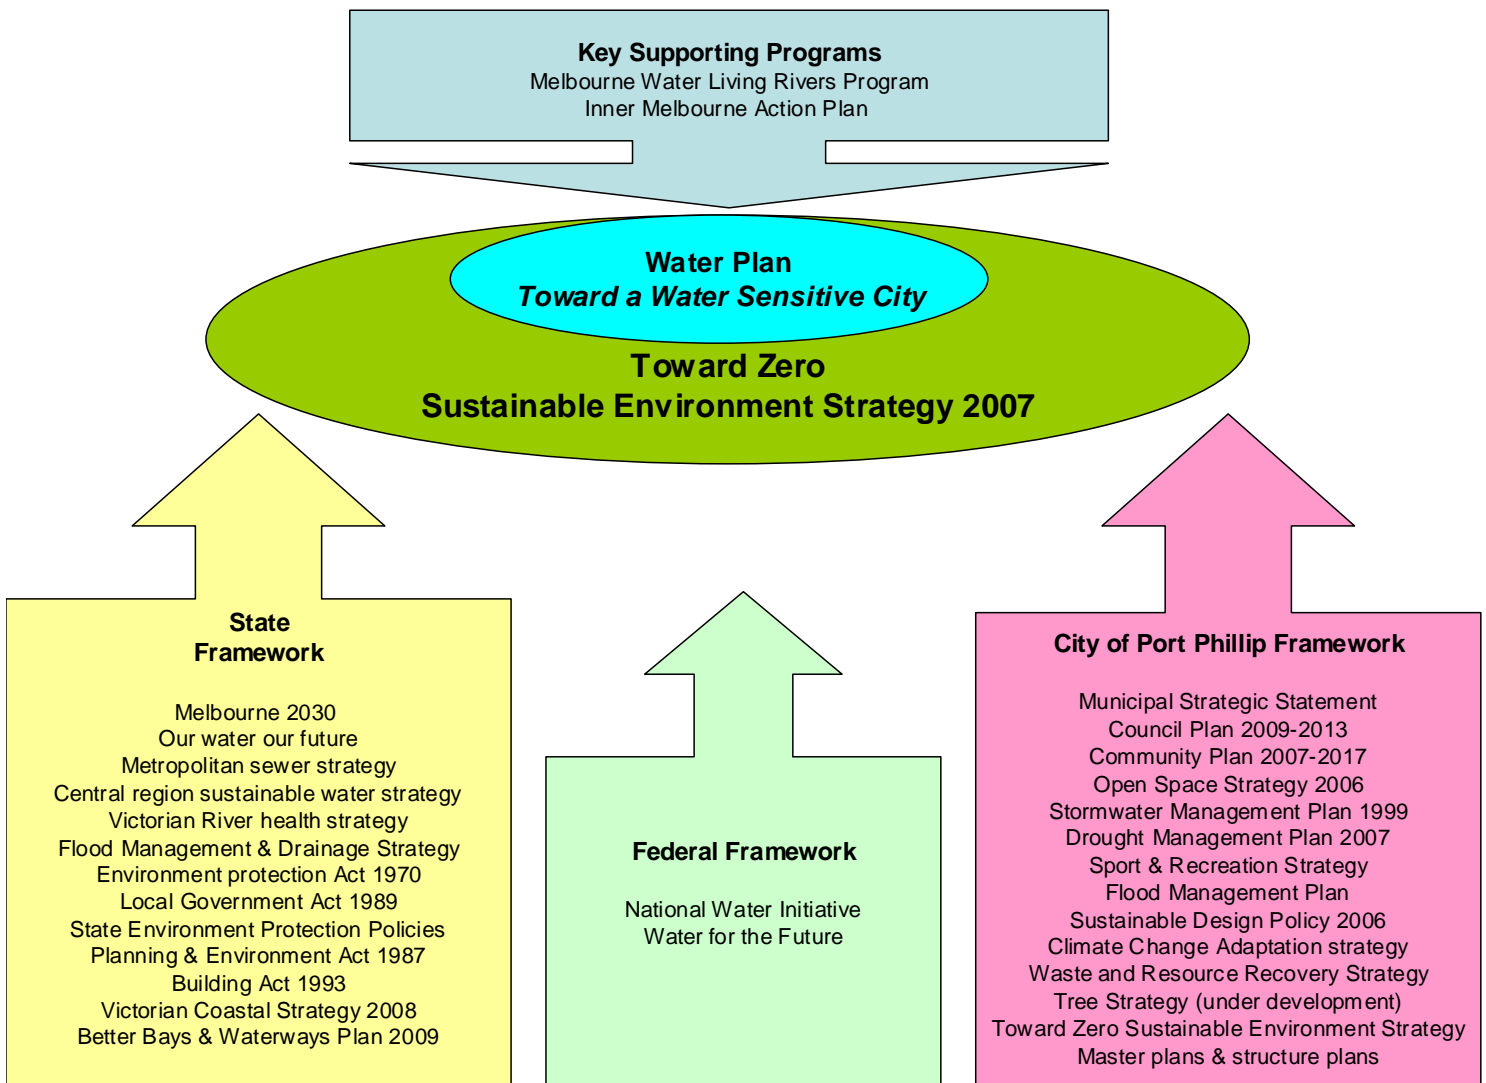 Key Supporting Programs
Melbourne Water Living Rivers Program
Inner Melbourne Action Plan
Water Plan
Toward a Water Sensitive City
Toward Zero
Sustainable Environment Strategy 2007
State
Framework
Melbourne 2030
Our water our future
Metropolitan sewer strategy
Central region sustainable water strategy
Victorian River health strategy
Flood Management & Drainage Strategy
Environment protection Act 1970
Local Government Act 1989
State Environment Protection Policies
Planning & Environment Act 1987
Building Act 1993
Victorian Coastal Strategy 2008
Better Bays & Waterways Plan 2009
Federal Framework
National Water Initiative
Water for the Future
City of Port Phillip Framework
Municipal Strategic Statement
Council Plan 2009-2013
Community Plan 2007-2017
Open Space Strategy 2006
Stormwater Management Plan 1999
Drought Management Plan 2007
Sport & Recreation Strategy
Flood Management Plan
Sustainable Design Policy 2006
Climate Change Adaptation strategy
Waste and Resource Recovery Strategy
Tree Strategy (under development)
Toward Zero Sustainable Environment Strategy
Master plans & structure plans